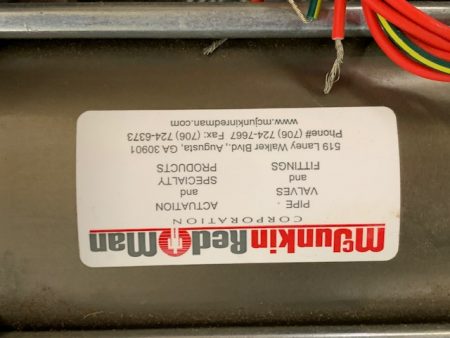 McJunkin Red Man
CORPORATION
PIPE - ACTUATION
VALVES and
and SPECIALTY
FITTINGS PRODUCTS
519 Laney Walker Blvd., Augusta, GA 30901
Phone# (706) 724-7667 Fax: (706) 724-6373
www.mcjunkinredman.com